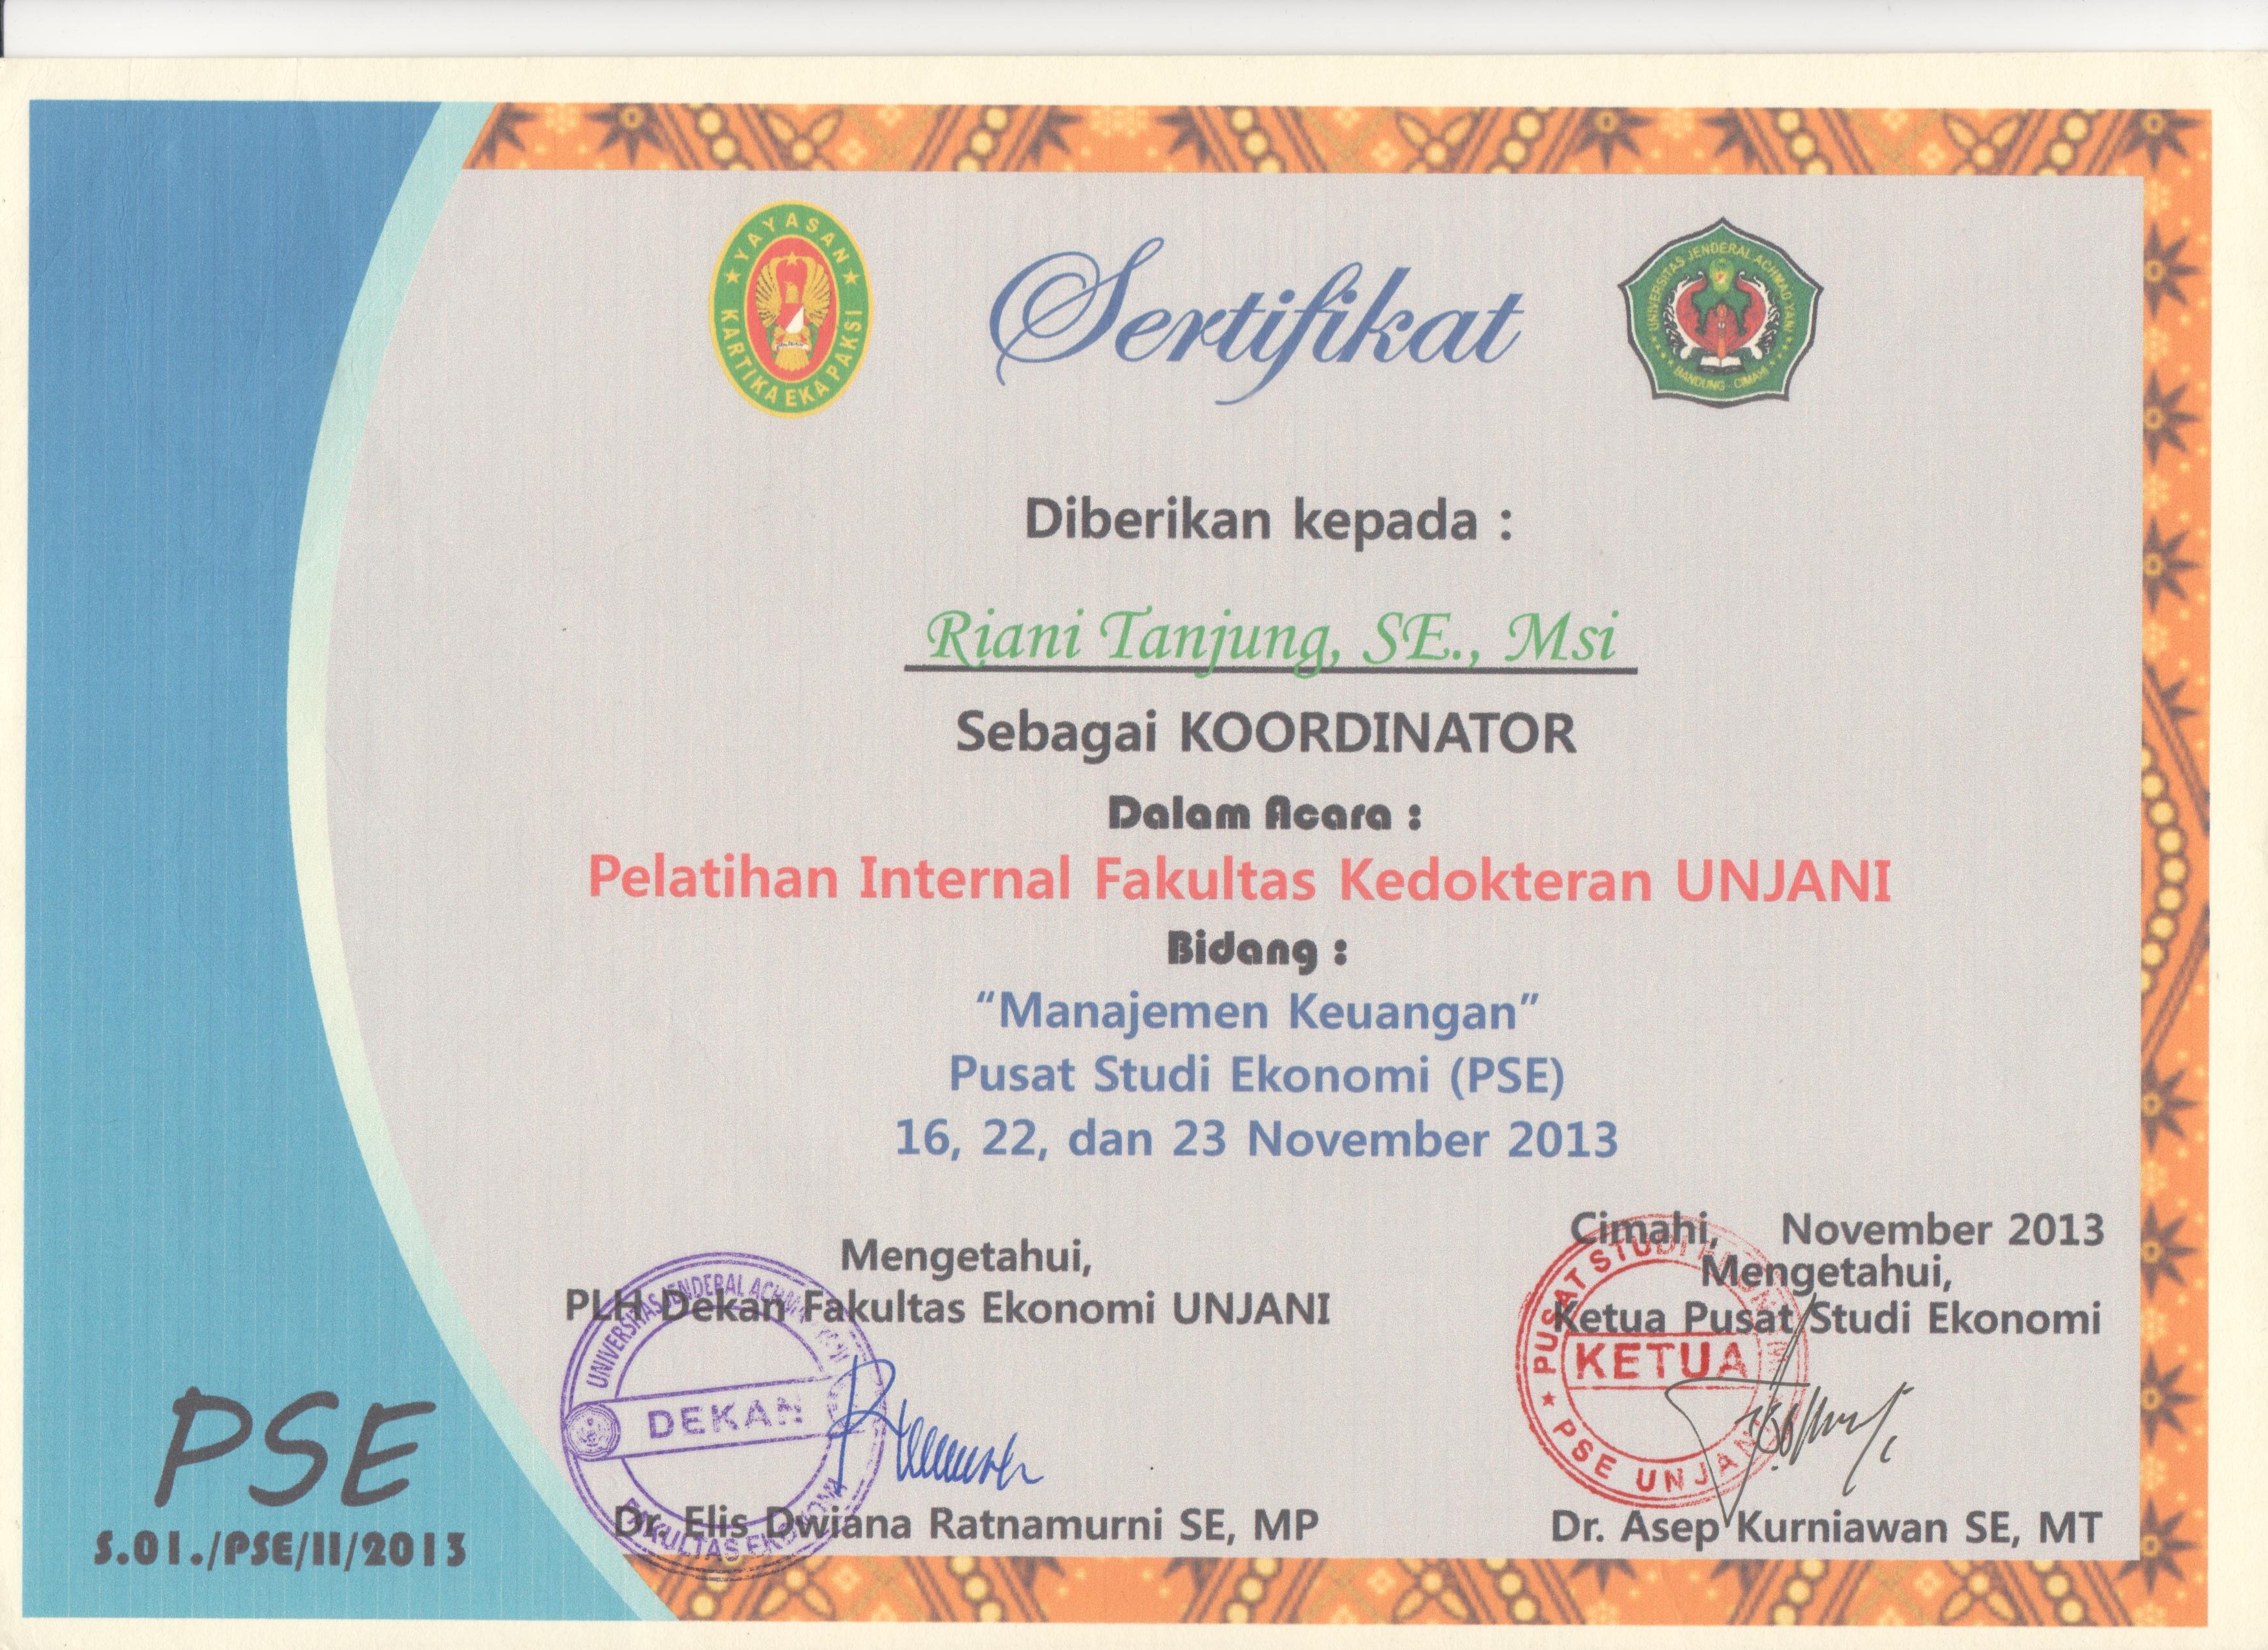 YAYASAN
KARTIKA EKA PAKSI
Sertifikat
UNIVERSITAS JENDERAL ACHMAD YANI
BANDUNG - CIMAHI
Diberikan kepada :
Riani Tanjung, SE., Msi
Sebagai KOORDINATOR
Dalam Acara :
Pelatihan Internal Fakultas Kedokteran UNJANI
Bidang :
“Manajemen Keuangan”
Pusat Studi Ekonomi (PSE)
16, 22, dan 23 November 2013
Mengetahui,
PLH Dekan Fakultas Ekonomi UNJANI
UNIVERSITAS JENDERAL ACHMAD YANI
DEKAN
FAKULTAS EKONOMI
Dr. Elis Dwiana Ratnamurni SE, MP
Cimahi, November 2013
Mengetahui,
Ketua Pusat Studi Ekonomi
PUSAT STUDI EKONOMI
KETUA
PSE UNJANI
Dr. Asep Kurniawan SE, MT
PSE
S.01./PSE/II/2013